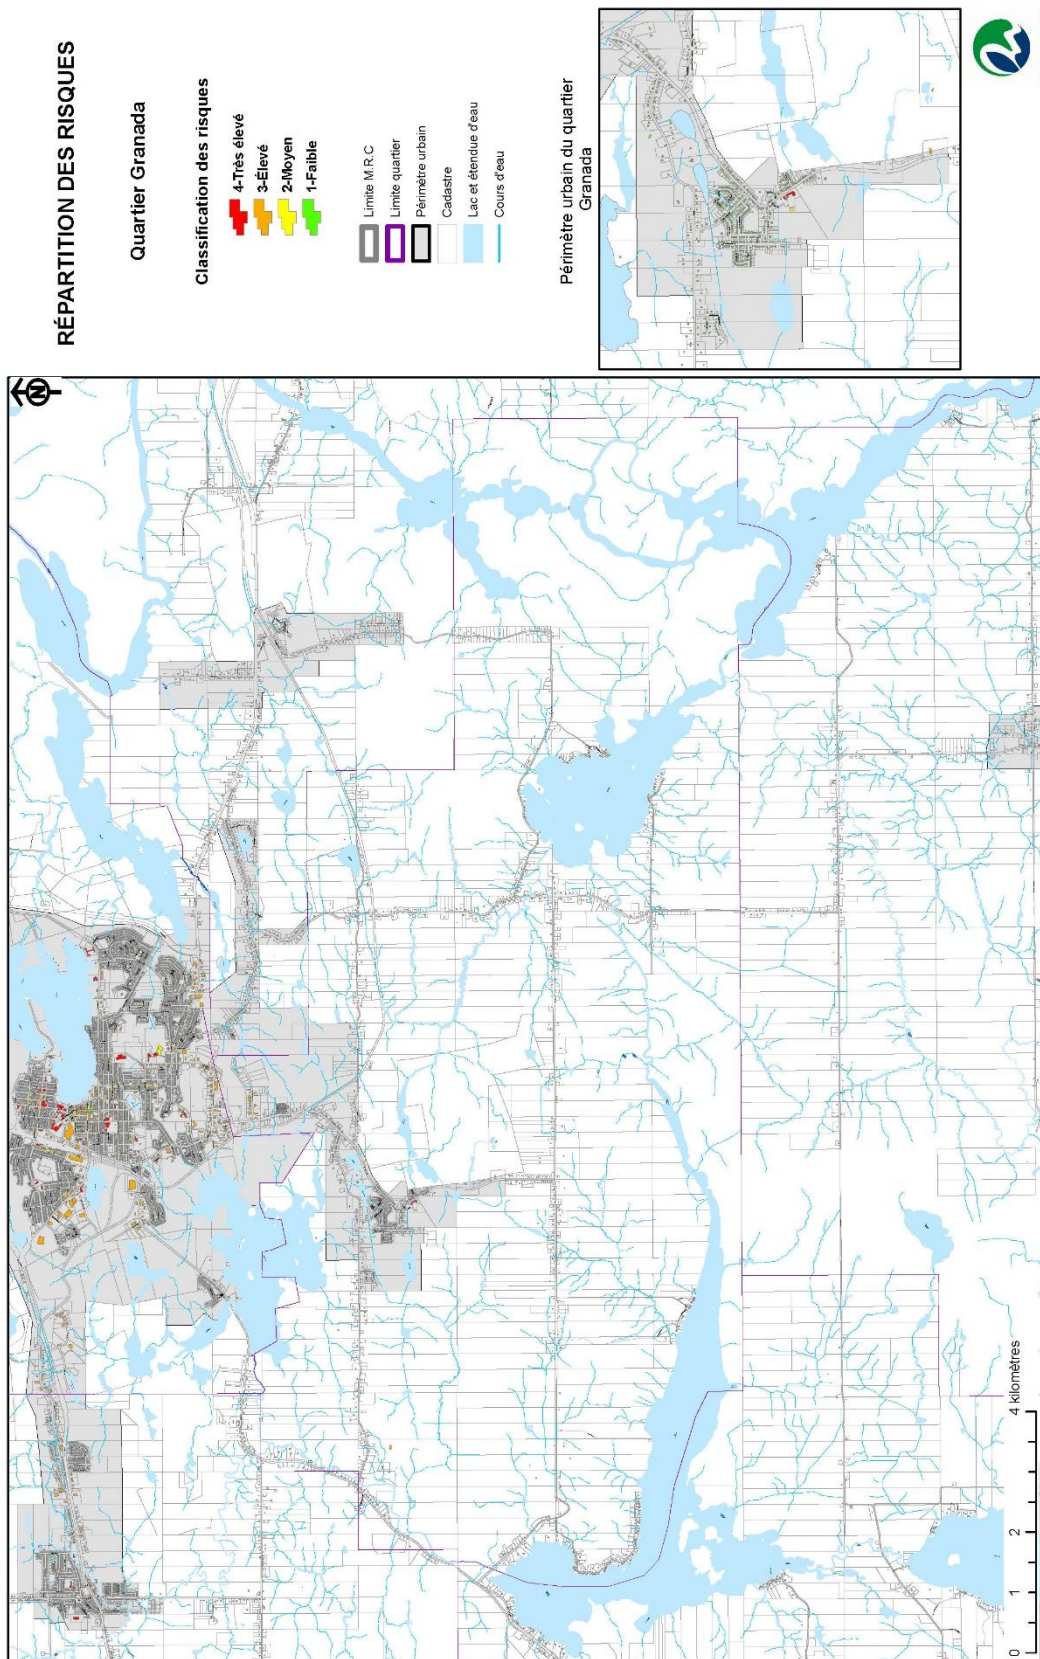 RÉPARTITION DES RISQUES
Quartier Granada
Classification des risques
4-Très élevé
3-Élevé
2-Moyen
1-Faible
Limite M.R.C
Limite quartier
Périmètre urbain
Cadastre
Lac et étendue d'eau
Cours d'eau
Périmètre urbain du quartier
Granada
N
0 1 2 4 kilomètres